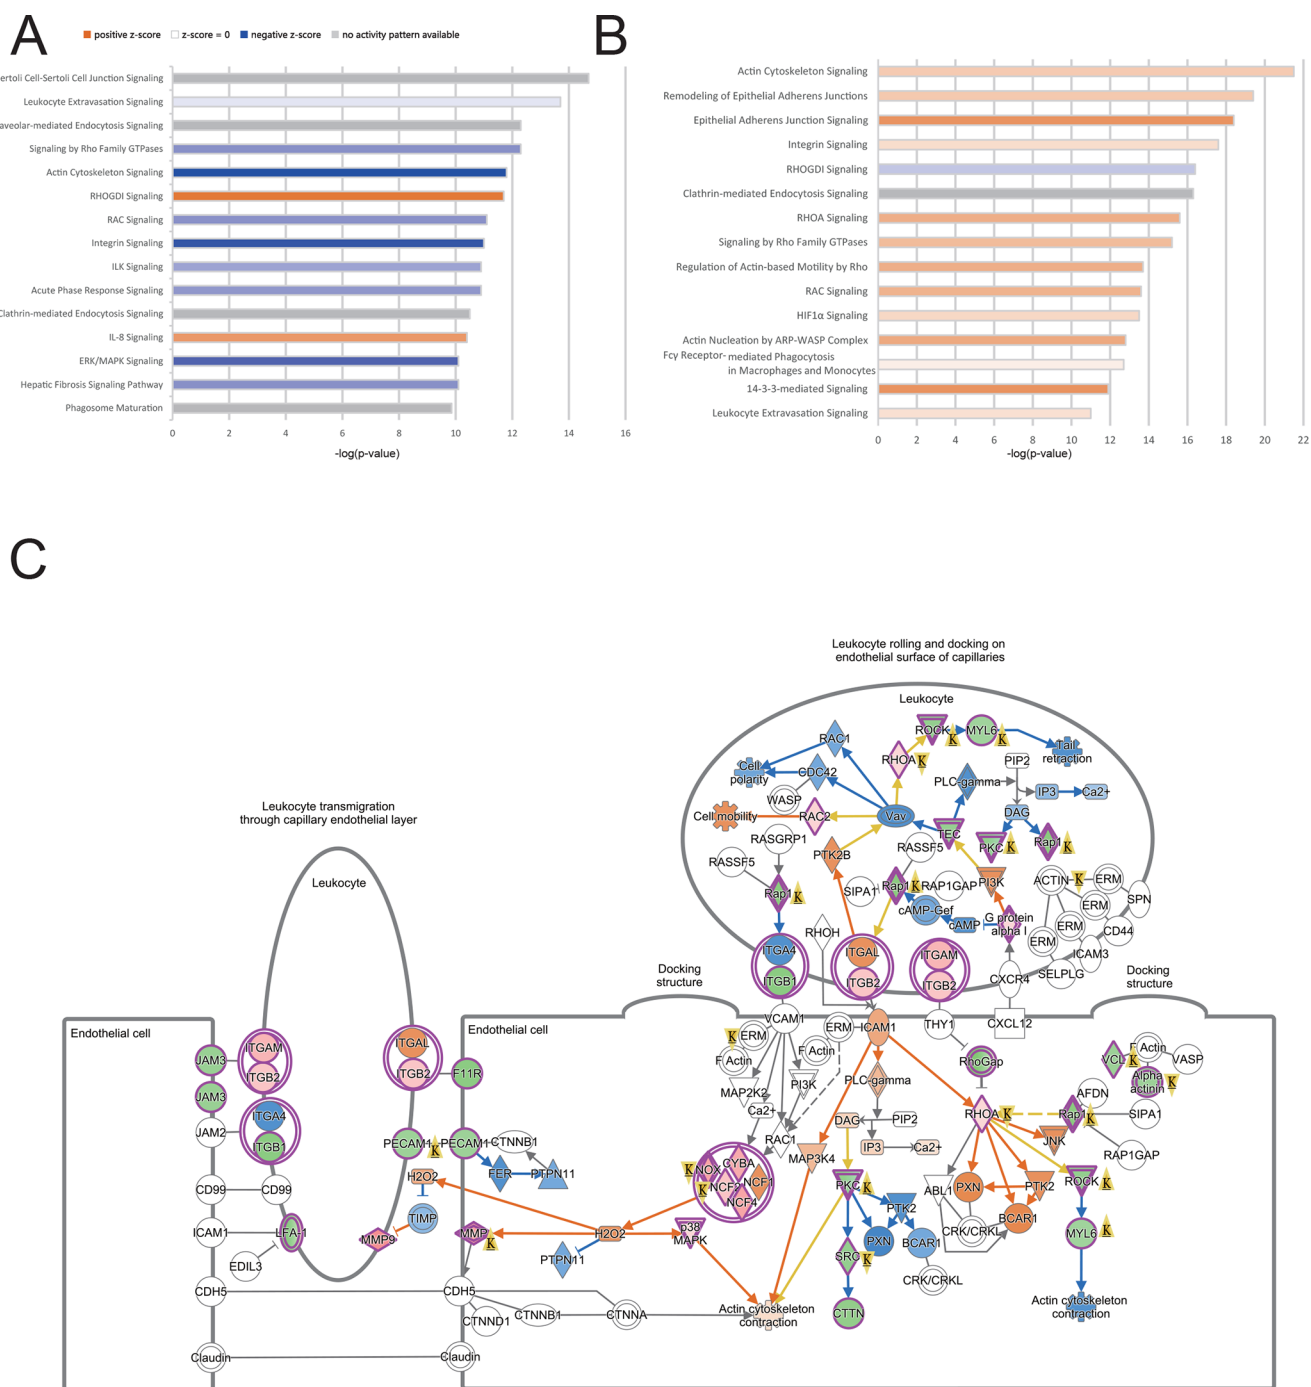 A
positive z-score
z-score = 0
negative z-score
no activity pattern available
ertoli Cell-Sertoli Cell Junction Signaling
Leukocyte Extravasation Signaling
aveolar-mediated Endocytosis Signaling
Signaling by Rho Family GTPases
Actin Cytoskeleton Signaling
RHOGDI Signaling
RAC Signaling
Integrin Signaling
ILK Signaling
Acute Phase Response Signaling
Clathrin-mediated Endocytosis Signaling
IL-8 Signaling
ERK/MAPK Signaling
Hepatic Fibrosis Signaling Pathway
Phagosome Maturation
0 2 4 6 8 10 12 14 16
-log(p-value)
B
Actin Cytoskeleton Signaling
Remodeling of Epithelial Adherens Junctions
Epithelial Adherens Junction Signaling
Integrin Signaling
RHOGDI Signaling
Clathrin-mediated Endocytosis Signaling
RHOA Signaling
Signaling by Rho Family GTPases
Regulation of Actin-based Motility by Rho
RAC Signaling
HIF1α Signaling
Actin Nucleation by ARP-WASP Complex
Fcγ Receptor-mediated Phagocytosis
in Macrophages and Monocytes
14-3-3-mediated Signaling
Leukocyte Extravasation Signaling
0 2 4 6 8 10 12 14 16 18 20 22
-log(p-value)
C
Leukocyte rolling and docking on
endothelial surface of capillaries
Leukocyte
ROCK K
MYL6 K
RAC1
RHOA K
Tail
retraction
PIP2
Cell
polarity
CDC42
PLC-gamma
IP3
Ca2+
WASP
DAG
Cell mobility
RAC2
Vav
TEC
PKC K
Rap1 K
RASGRP1
RASSF5
PTK2B
RASSF5
Rap1 K
SIPA1
Rap1 K
RAP1GAP
PI3K
ACTIN K
ERM
SPN
cAMP-Gef
cAMP
G protein
alpha I
ERM
ERM
ERM
CD44
ICAM3
RHOH
ITGA4
ITGB1
ITGAL
ITGB2
ITGAM
ITGB2
CXCR4
SELPLG
Docking
structure
Docking
structure
Leukocyte transmigration
through capillary endothelial layer
Leukocyte
Endothelial cell
Endothelial cell
JAM3
ITGAM
ITGB2
ITGAL
ITGB2
F11R
JAM3
ITGA4
ITGB1
JAM2
PECAM1 K
PECAM1
CTNNB1
FER
PTPN11
H2O2
CD99
CD99
TIMP
ICAM1
LFA-1
MMP9
MMP K
EDIL3
H2O2
PTPN11
p38
MAPK
CDH5
CDH5
CTNND1
CTNNB1
CTNNA
Actin cytoskeleton
contraction
Claudin
Claudin
VCAM1
K ERM
F Actin
ERM
F Actin
ICAM1
THY1
CXCL12
MAP2K2
PI3K
Ca2+
RAC1
PLC-gamma
DAG
PIP2
IP3
Ca2+
MAP3K4
K NOX
K
CYBA
NCF2
NCF1
NCF4
PKC K
PTK2
PXN
BCAR1
SRC K
CRK/CRKL
CTTN
RhoGap
RHOA K
Rap1 K
AFDN
SIPA1
RAP1GAP
JNK
ABL1
PXN
PTK2
ROCK K
CRK/CRKL
BCAR1
MYL6 K
Actin cytoskeleton
contraction
VCL K
F Actin
VASP
Alpha
actinin K